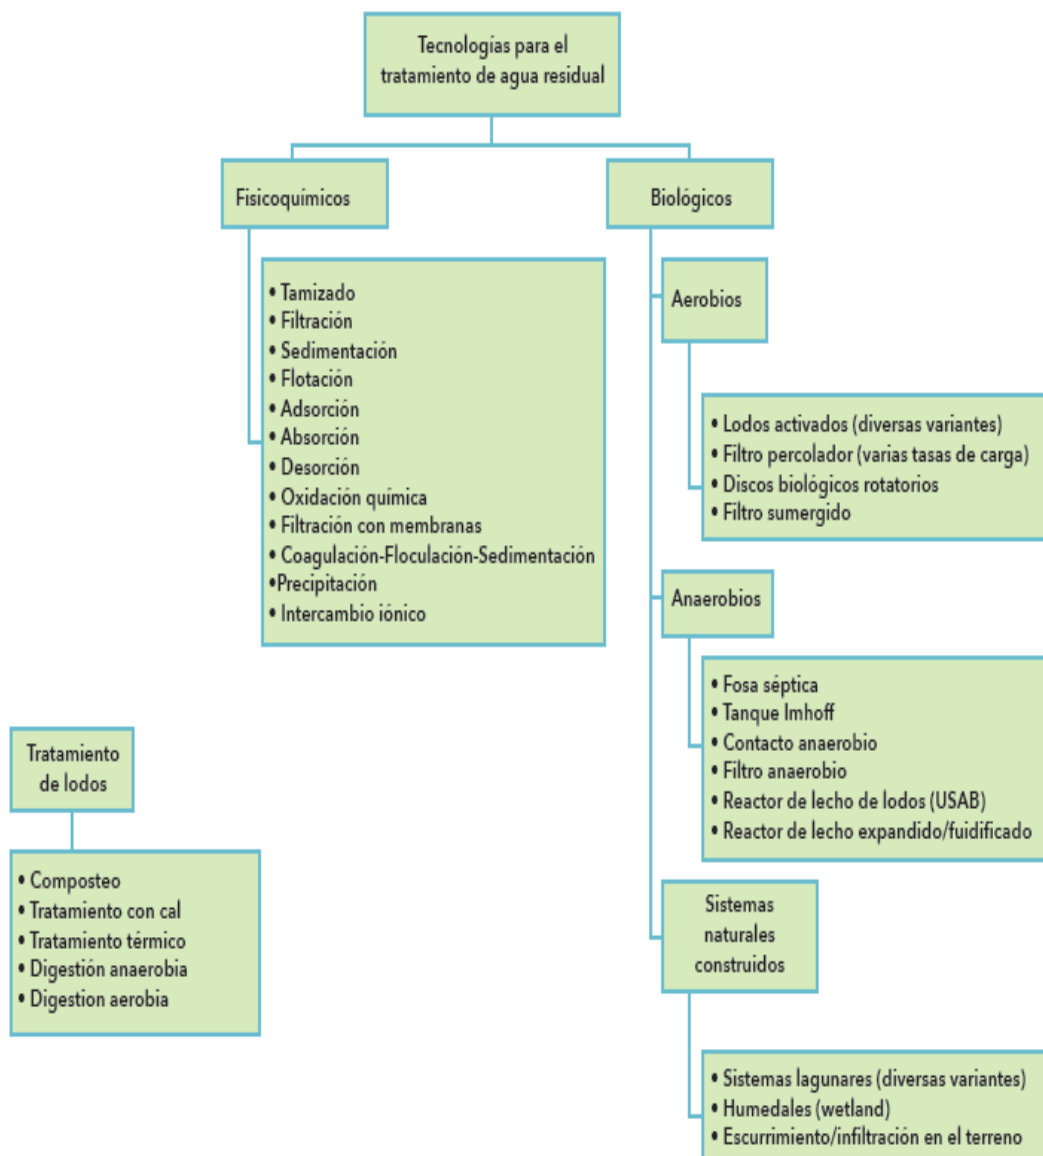 Tecnologías para el
tratamiento de agua residual
Fisicoquímicos
• Tamizado
• Filtración
• Sedimentación
• Flotación
• Adsorción
• Absorción
• Desorción
• Oxidación química
• Filtración con membranas
• Coagulación-Floculación-Sedimentación
•Precipitación
• Intercambio iónico
Biológicos
Aerobios
• Lodos activados (diversas variantes)
• Filtro percolador (varias tasas de carga)
• Discos biológicos rotatorios
• Filtro sumergido
Anaerobios
• Fosa séptica
• Tanque Imhoff
• Contacto anaerobio
• Filtro anaerobio
• Reactor de lecho de lodos (USAB)
• Reactor de lecho expandido/fuidificado
Sistemas
naturales
construidos
• Sistemas lagunares (diversas variantes)
• Humedales (wetland)
• Escurrimiento/infiltración en el terreno
Tratamiento
de lodos
• Composteo
• Tratamiento con cal
• Tratamiento térmico
• Digestión anaerobia
• Digestion aerobia